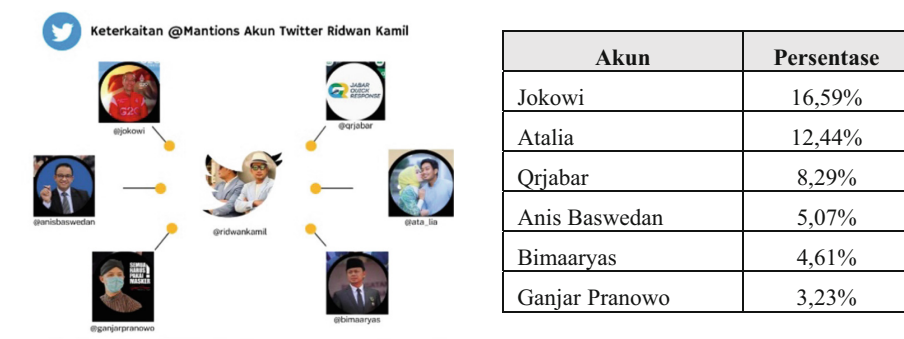 Keterkaitan @Mantions Akun Twitter Ridwan Kamil
JABAR
QUICK
RESPONSE
@jokowi
@qrjabar
@anisbaswedan
@ridwankamil
@ata_lia
SEMUA
HARUS
PAKAI
MASKER
@ganjarpranowo
@bimaaryas
Akun Persentase
Jokowi 16,59%
Atalia 12,44%
Qrjabar 8,29%
Anis Baswedan 5,07%
Bimaaryas 4,61%
Ganjar Pranowo 3,23%